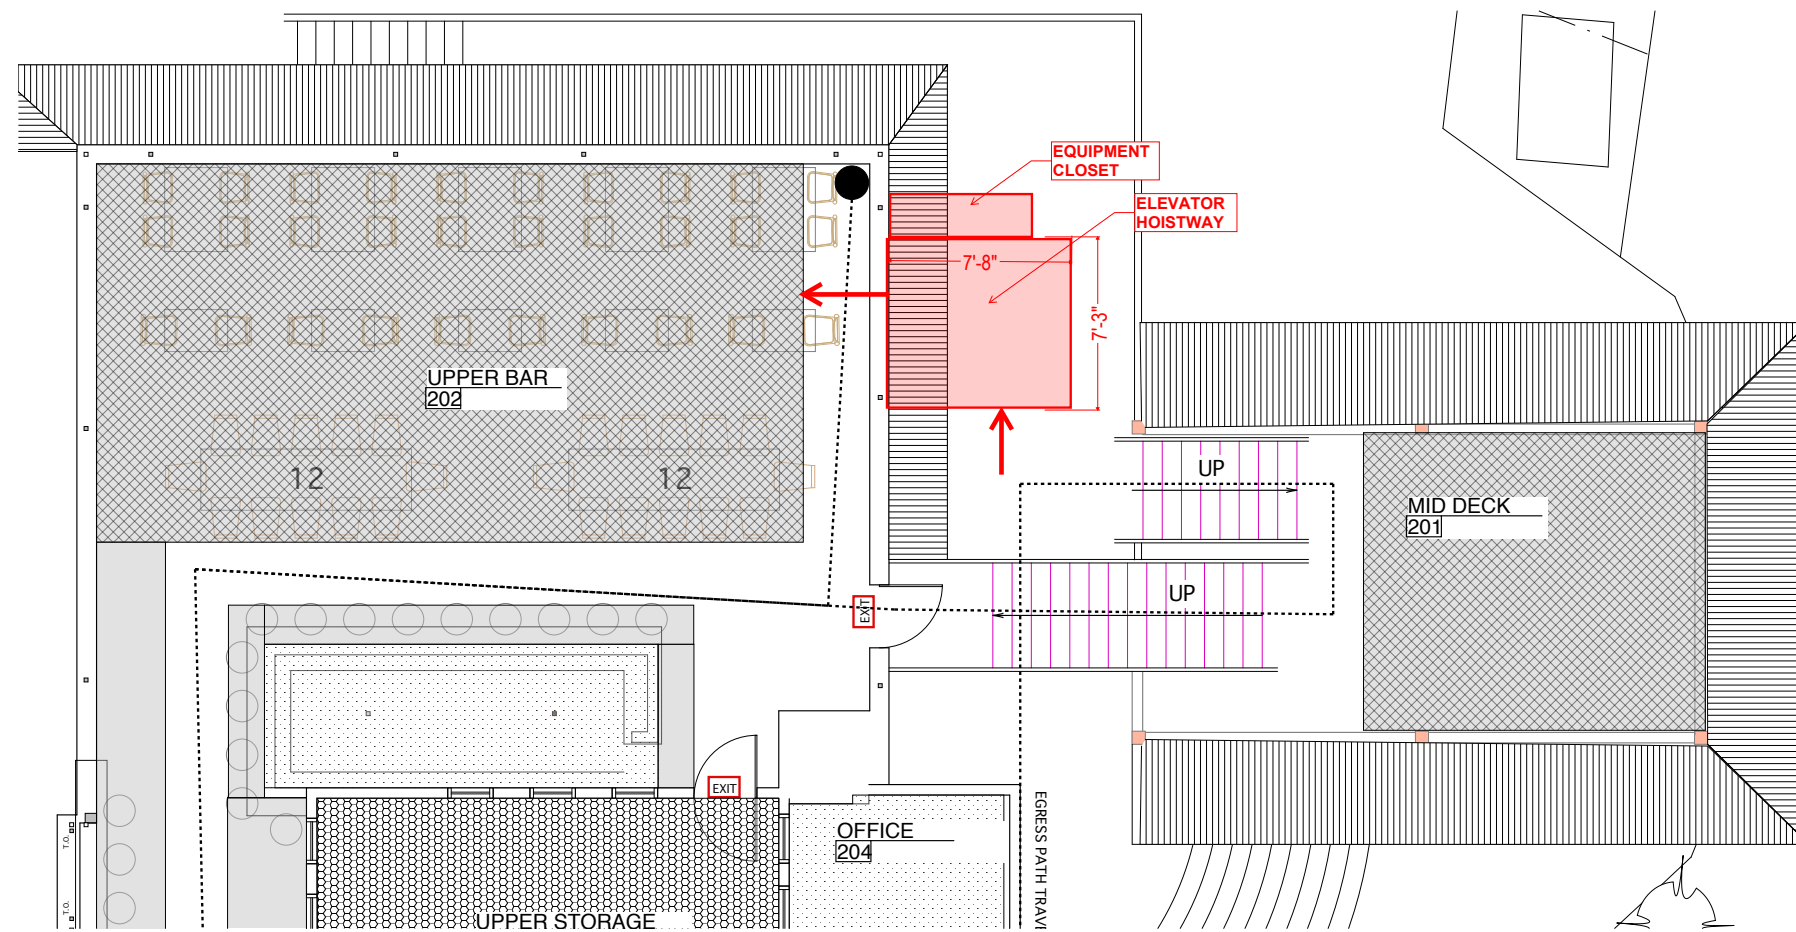 EQUIPMENT
CLOSET
ELEVATOR
HOISTWAY
7'-8"
7'-3"
UPPER BAR
202
12
12
UP
MID DECK
201
UP
EXIT
EXIT
OFFICE
204
EGRESS PATH TRAVE
T.O.
T.O.
UPPER STORAGE